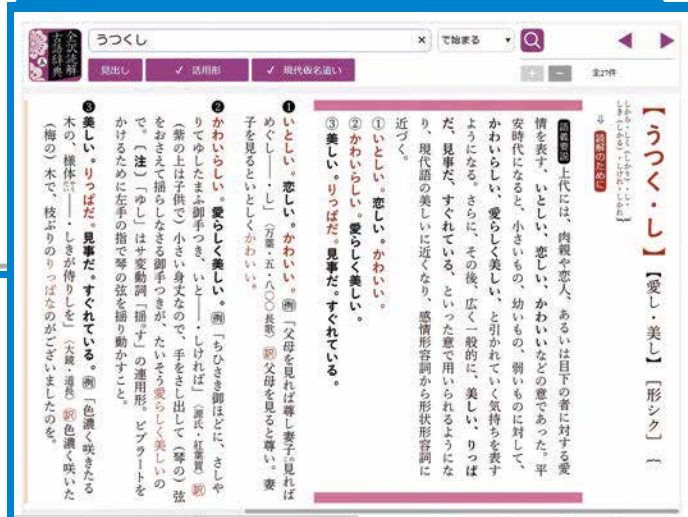 全訳読解
古語辞典
うつくし
×
で始まる
見出し
✓ 活用形
✓ 現代仮名遣い
全27件
【うつく・し】【愛し・美し】［形シク］｛
しから・しく（しかり）・し・
しき（しかる）・しけれ・しかれ｝
⇩ 読解のために
語義要説 上代には、肉親や恋人、あるいは目下の者に対する愛
情を表す、いとしい、恋しい、かわいいなどの意であった。平
安時代になると、小さいもの、幼いもの、弱いものに対して、
かわいらしい、愛らしく美しい、と引かれていく気持ちを表す
ようになる。さらに、その後、広く一般的に、美しい、りっぱ
だ、見事だ、すぐれている、といった意で用いられるようにな
り、現代語の美しいに近くなり、感情形容詞から形状形容詞に
近づく。
①いとしい。恋しい。かわいい。
②かわいらしい。愛らしく美しい。
③美しい。りっぱだ。見事だ。すぐれている。
❶いとしい。恋しい。かわいい。例「父母を見れば尊し妻子見れば
めぐし―・し」（万葉・五・八〇〇長歌）訳父母を見ると尊い。妻
子を見るといとしくかわいい。
❷かわいらしい。愛らしく美しい。例「ちひさき御ほどに、さしや
りてゆしたまふ御手つき、いと―・しければ」（源氏・紅葉賀）訳
（紫の上は子供で）小さい身丈なので、手をさし出して（琴の）弦
をおさえて揺らしなさる御手つきが、たいそう愛らしく美しいの
で。〔注〕「ゆし」はサ変動詞「揺す」の連用形。ビブラートを
かけるために左手の指で琴の弦を揺り動かすこと。
❸美しい。りっぱだ。見事だ。すぐれている。例「色濃く咲きたる
木の、様体―・しきが侍りしを」（大鏡・道長）訳色濃く咲いた
（梅の）木で、枝ぶりのりっぱなのがございましたのを。